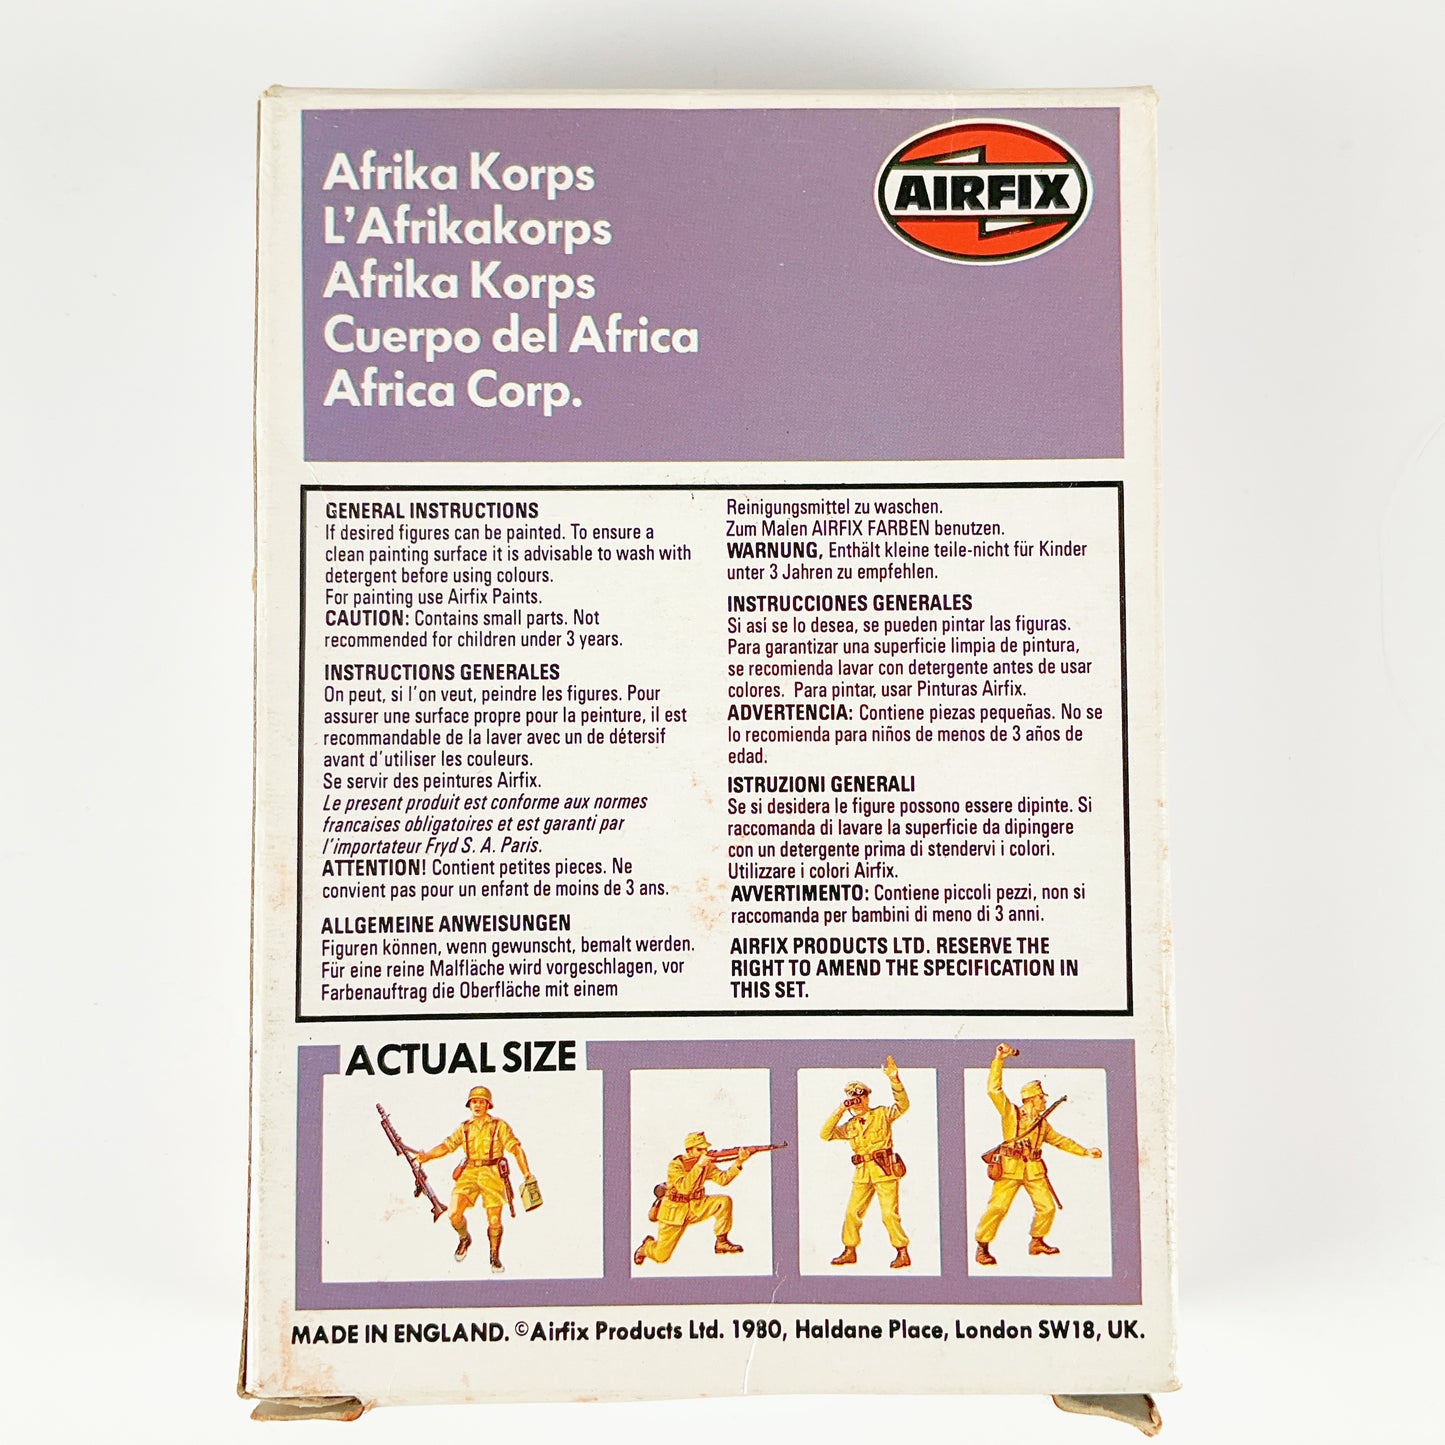 Afrika Korps
L'Afrikakorps
Afrika Korps
Cuerpo del Africa
Africa Corp.
AIRFIX
GENERAL INSTRUCTIONS
If desired figures can be painted. To ensure a
clean painting surface it is advisable to wash with
detergent before using colours.
For painting use Airfix Paints.
CAUTION: Contains small parts. Not
recommended for children under 3 years.
INSTRUCTIONS GENERALES
On peut, si l'on veut, peindre les figures. Pour
assurer une surface propre pour la peinture, il est
recommandable de la laver avec un de détersif
avant d'utiliser les couleurs.
Se servir des peintures Airfix.
Le present produit est conforme aux normes
francaises obligatoires et est garanti par
l'importateur Fryd S. A. Paris.
ATTENTION! Contient petites pieces. Ne
convient pas pour un enfant de moins de 3 ans.
ALLGEMEINE ANWEISUNGEN
Figuren können, wenn gewunscht, bemalt werden.
Für eine reine Malfläche wird vorgeschlagen, vor
Farbenauftrag die Oberfläche mit einem
Reinigungsmittel zu waschen.
Zum Malen AIRFIX FARBEN benutzen.
WARNUNG, Enthält kleine teile-nicht für Kinder
unter 3 Jahren zu empfehlen.
INSTRUCCIONES GENERALES
Si así se lo desea, se pueden pintar las figuras.
Para garantizar una superficie limpia de pintura,
se recomienda lavar con detergente antes de usar
colores. Para pintar, usar Pinturas Airfix.
ADVERTENCIA: Contiene piezas pequeñas. No se
lo recomienda para niños de menos de 3 años de
edad.
ISTRUZIONI GENERALI
Se si desidera le figure possono essere dipinte. Si
raccomanda di lavare la superficie da dipingere
con un detergente prima di stendervi i colori.
Utilizzare i colori Airfix.
AVVERTIMENTO: Contiene piccoli pezzi, non si
raccomanda per bambini di meno di 3 anni.
AIRFIX PRODUCTS LTD. RESERVE THE
RIGHT TO AMEND THE SPECIFICATION IN
THIS SET.
ACTUAL SIZE
MADE IN ENGLAND. ©Airfix Products Ltd. 1980, Haldane Place, London SW18, UK.